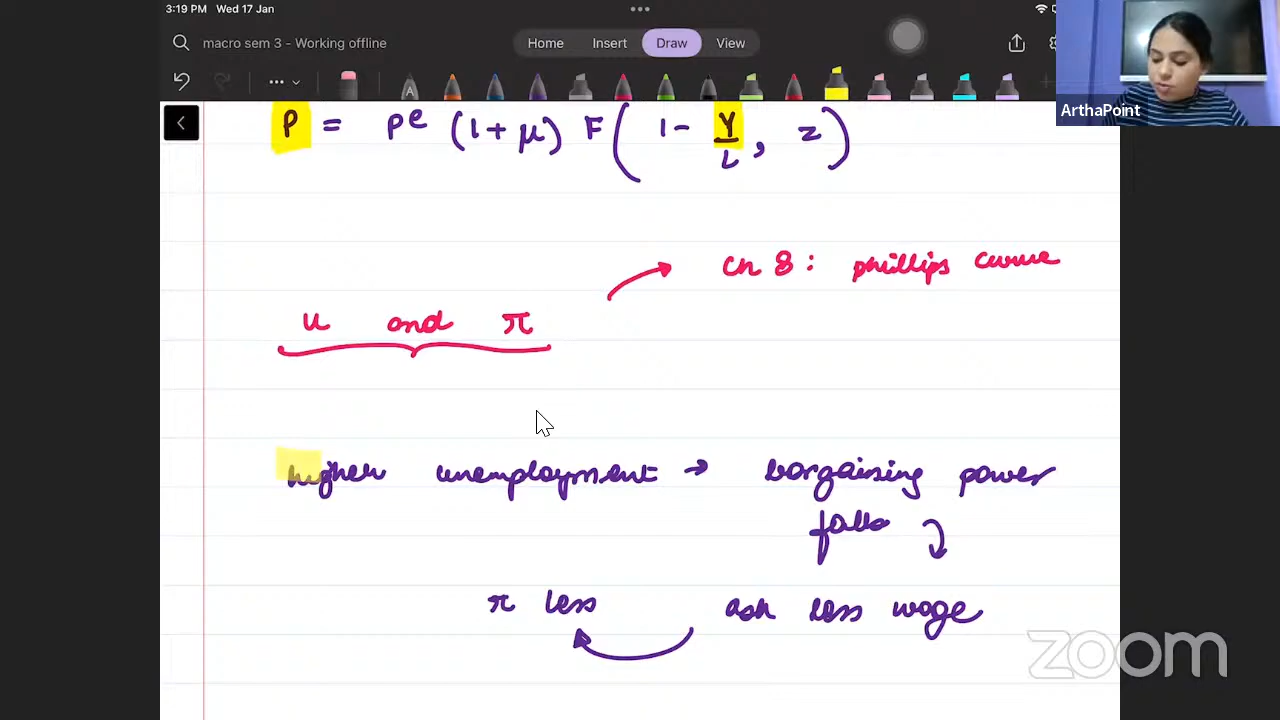 3:19 PM Wed 17 Jan
macro sem 3 - Working offline
Home Insert Draw View
ArthaPoint
P = Pe (1 + μ) F ( 1 - Y/L, z )
Ch 8 : phillips curve
u and π
higher unemployment → bargaining power
falls
π less ask less wage
zoom